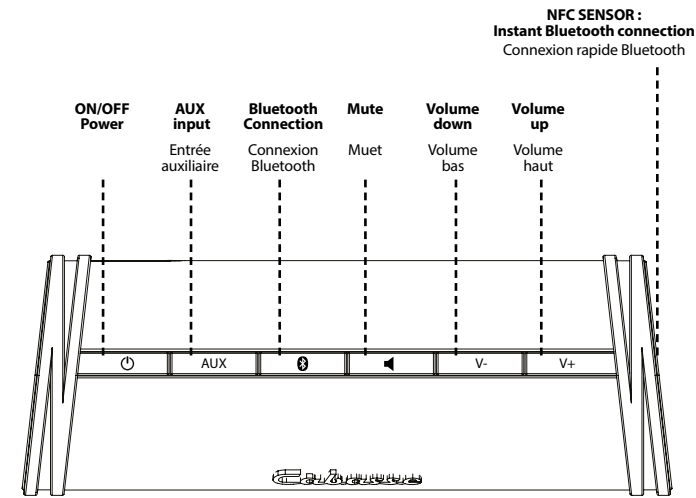 NFC SENSOR :
Instant Bluetooth connection
Connexion rapide Bluetooth
ON/OFF
Power
AUX
input
Entrée
auxiliaire
Bluetooth
Connection
Connexion
Bluetooth
Mute
Muet
Volume
down
Volume
bas
Volume
up
Volume
haut
AUX
V-
V+
Cabasse